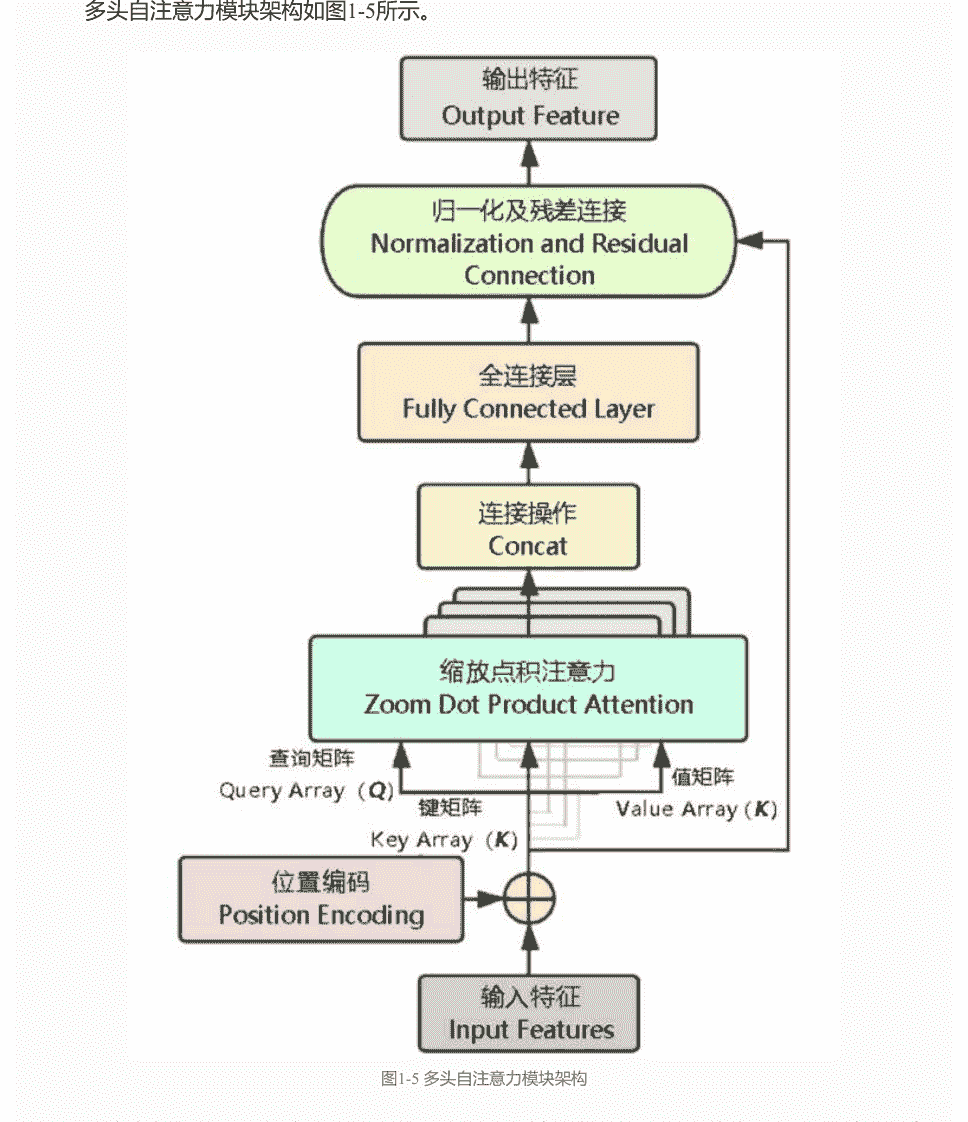 多头自注意力模块架构如图1-5所示。
输出特征
Output Feature
归一化及残差连接
Normalization and Residual
Connection
全连接层
Fully Connected Layer
连接操作
Concat
缩放点积注意力
Zoom Dot Product Attention
查询矩阵
Query Array (Q)
键矩阵
Key Array (K)
值矩阵
Value Array (K)
位置编码
Position Encoding
输入特征
Input Features
图1-5 多头自注意力模块架构